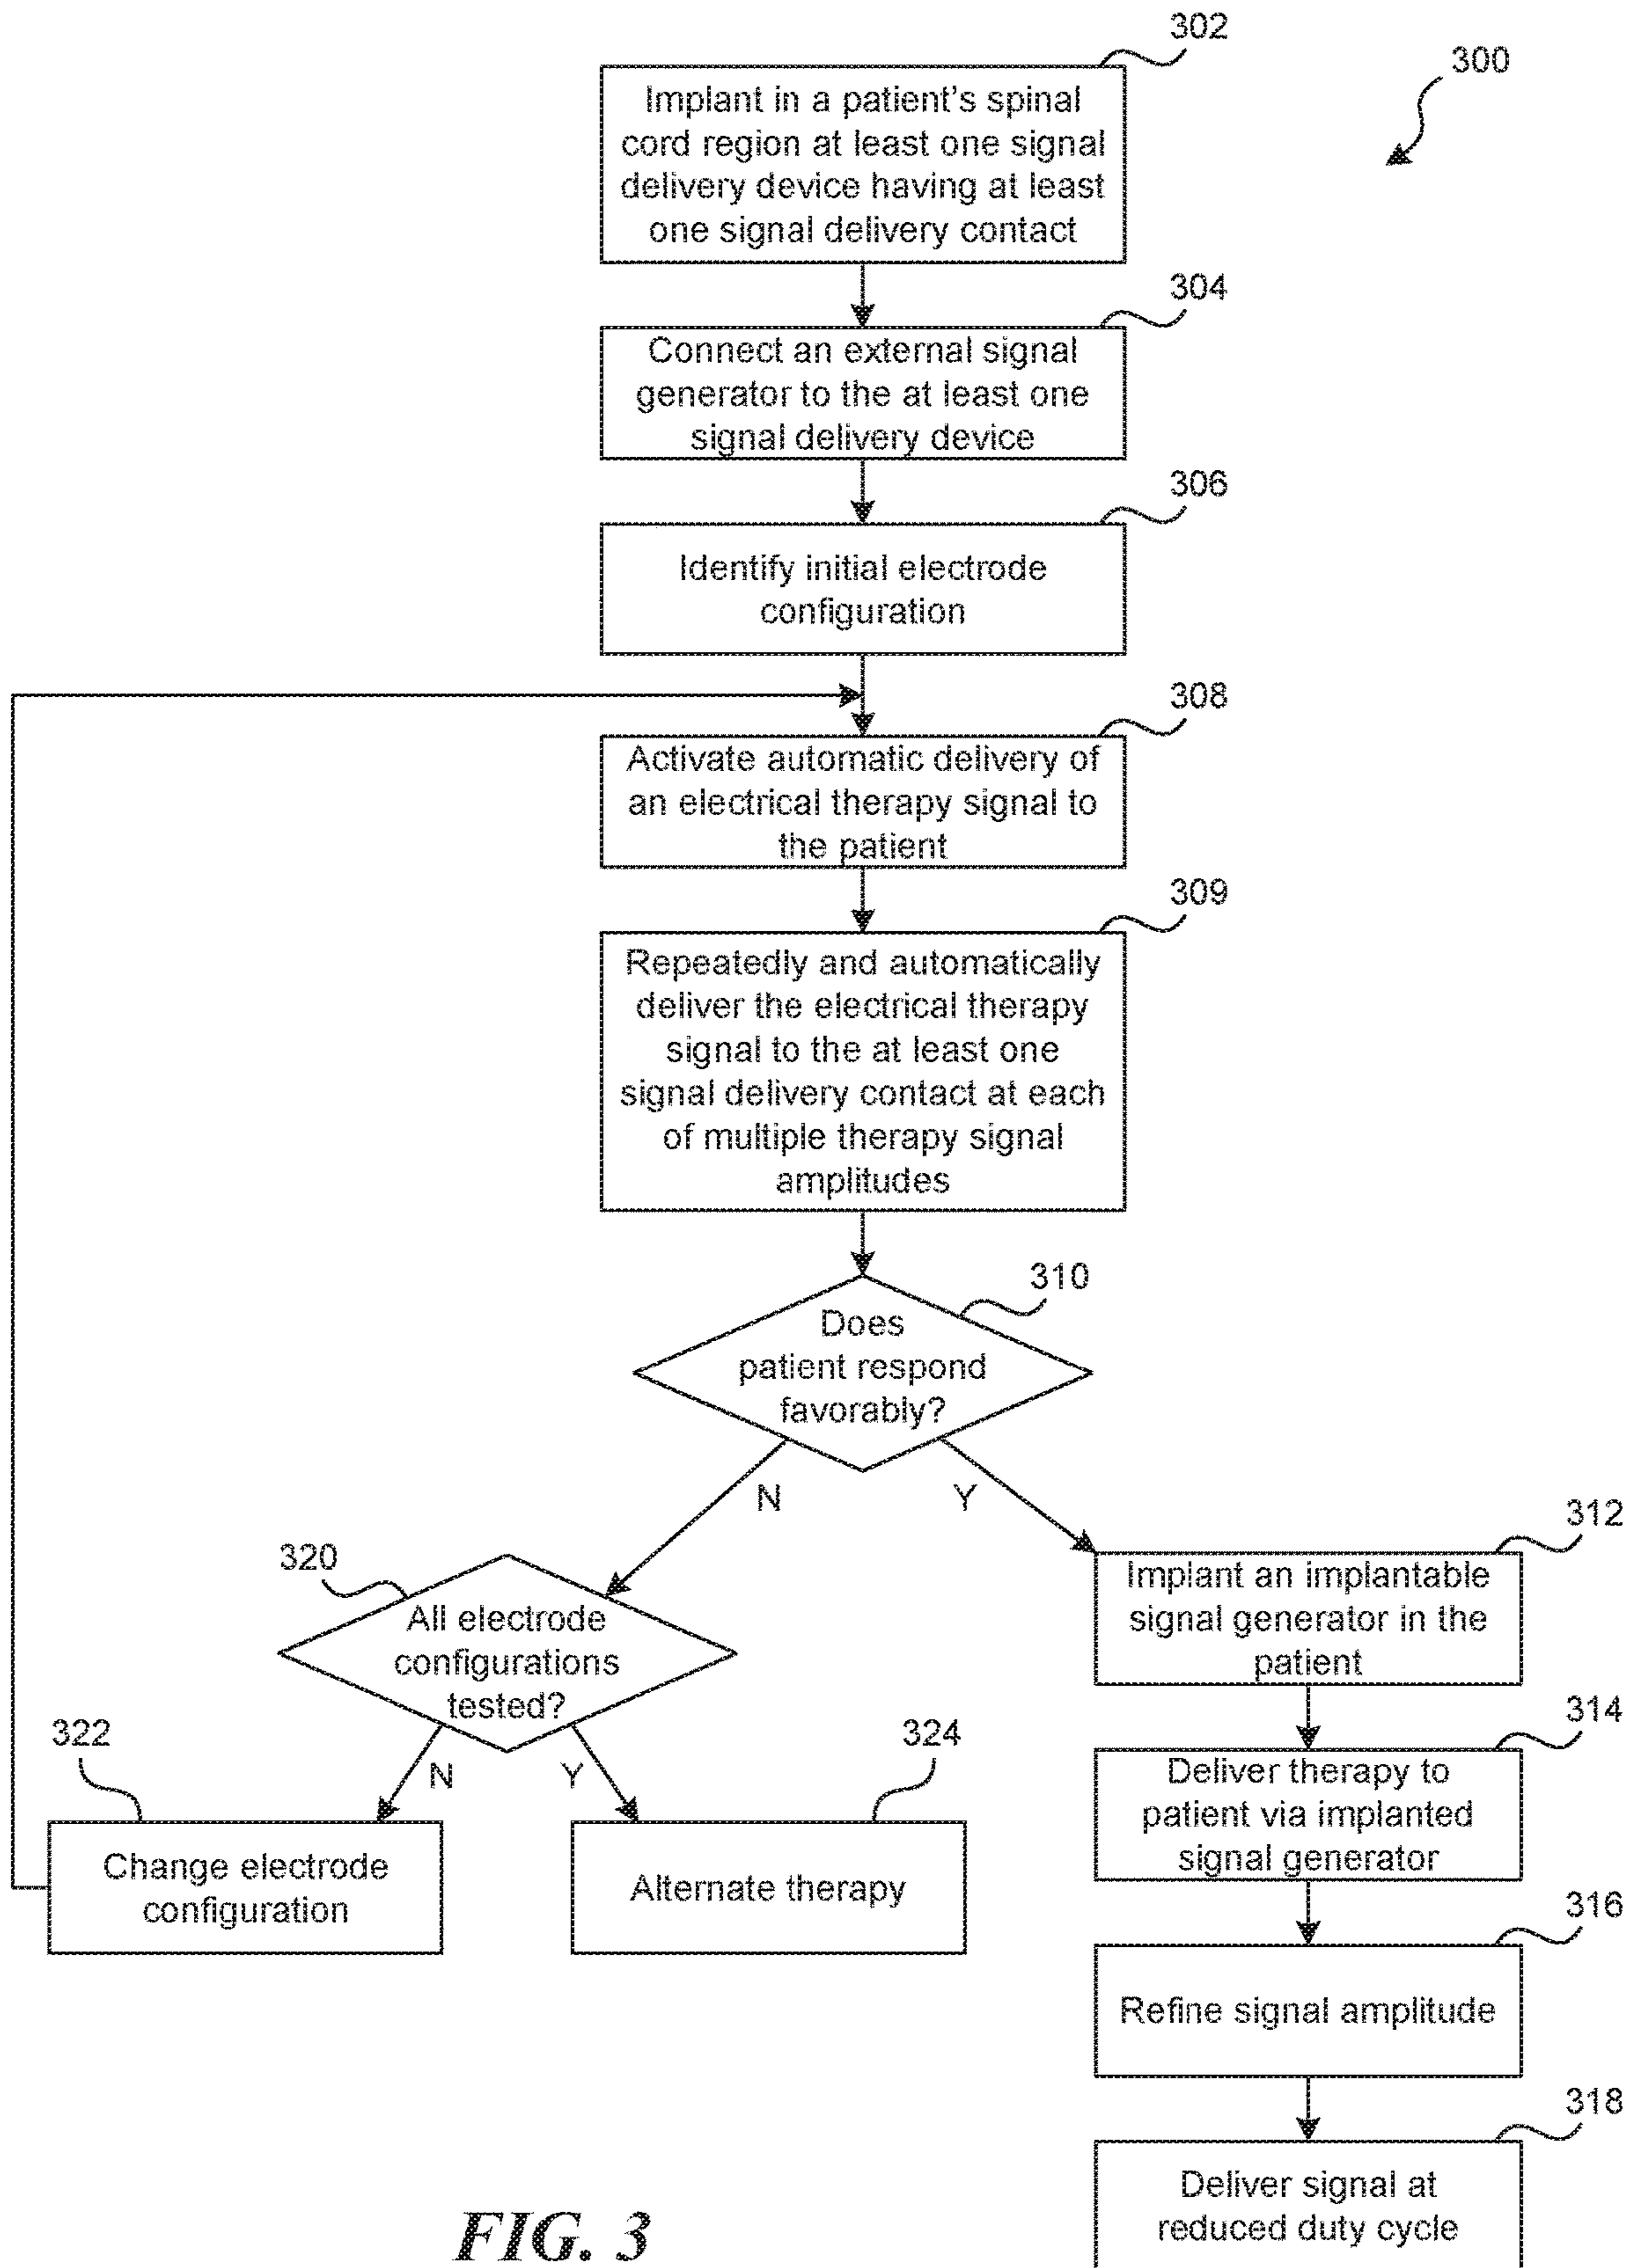 302
300
Implant in a patient's spinal
cord region at least one signal
delivery device having at least
one signal delivery contact
304
Connect an external signal
generator to the at least one
signal delivery device
306
Identify initial electrode
configuration
308
Activate automatic delivery of
an electrical therapy signal to
the patient
309
Repeatedly and automatically
deliver the electrical therapy
signal to the at least one
signal delivery contact at each
of multiple therapy signal
amplitudes
310
Does
patient respond
favorably?
N
Y
320
All electrode
configurations
tested?
312
Implant an implantable
signal generator in the
patient
322
N
Y
324
Change electrode
configuration
Alternate therapy
314
Deliver therapy to
patient via implanted
signal generator
316
Refine signal amplitude
318
Deliver signal at
reduced duty cycle
FIG. 3